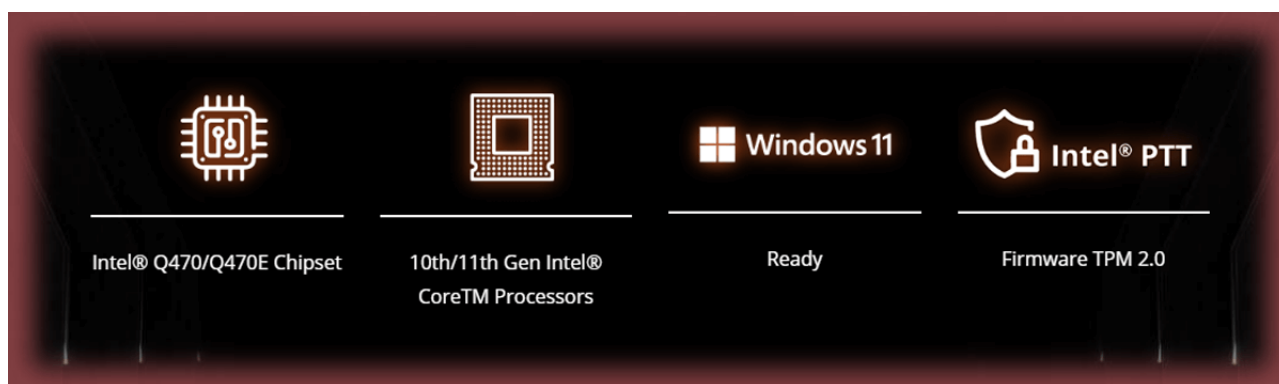 Windows 11
Intel® PTT
Intel® Q470/Q470E Chipset
10th/11th Gen Intel®
CoreTM Processors
Ready
Firmware TPM 2.0